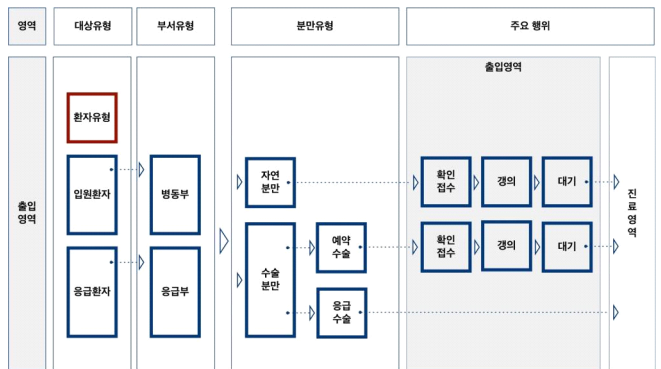 영역
대상유형
부서유형
분만유형
주요 행위
출입영역
환자유형
출입
영역
입원환자
병동부
자연
분만
확인
접수
갱의
대기
진료영역
응급환자
응급부
수술
분만
예약
수술
확인
접수
갱의
대기
응급
수술